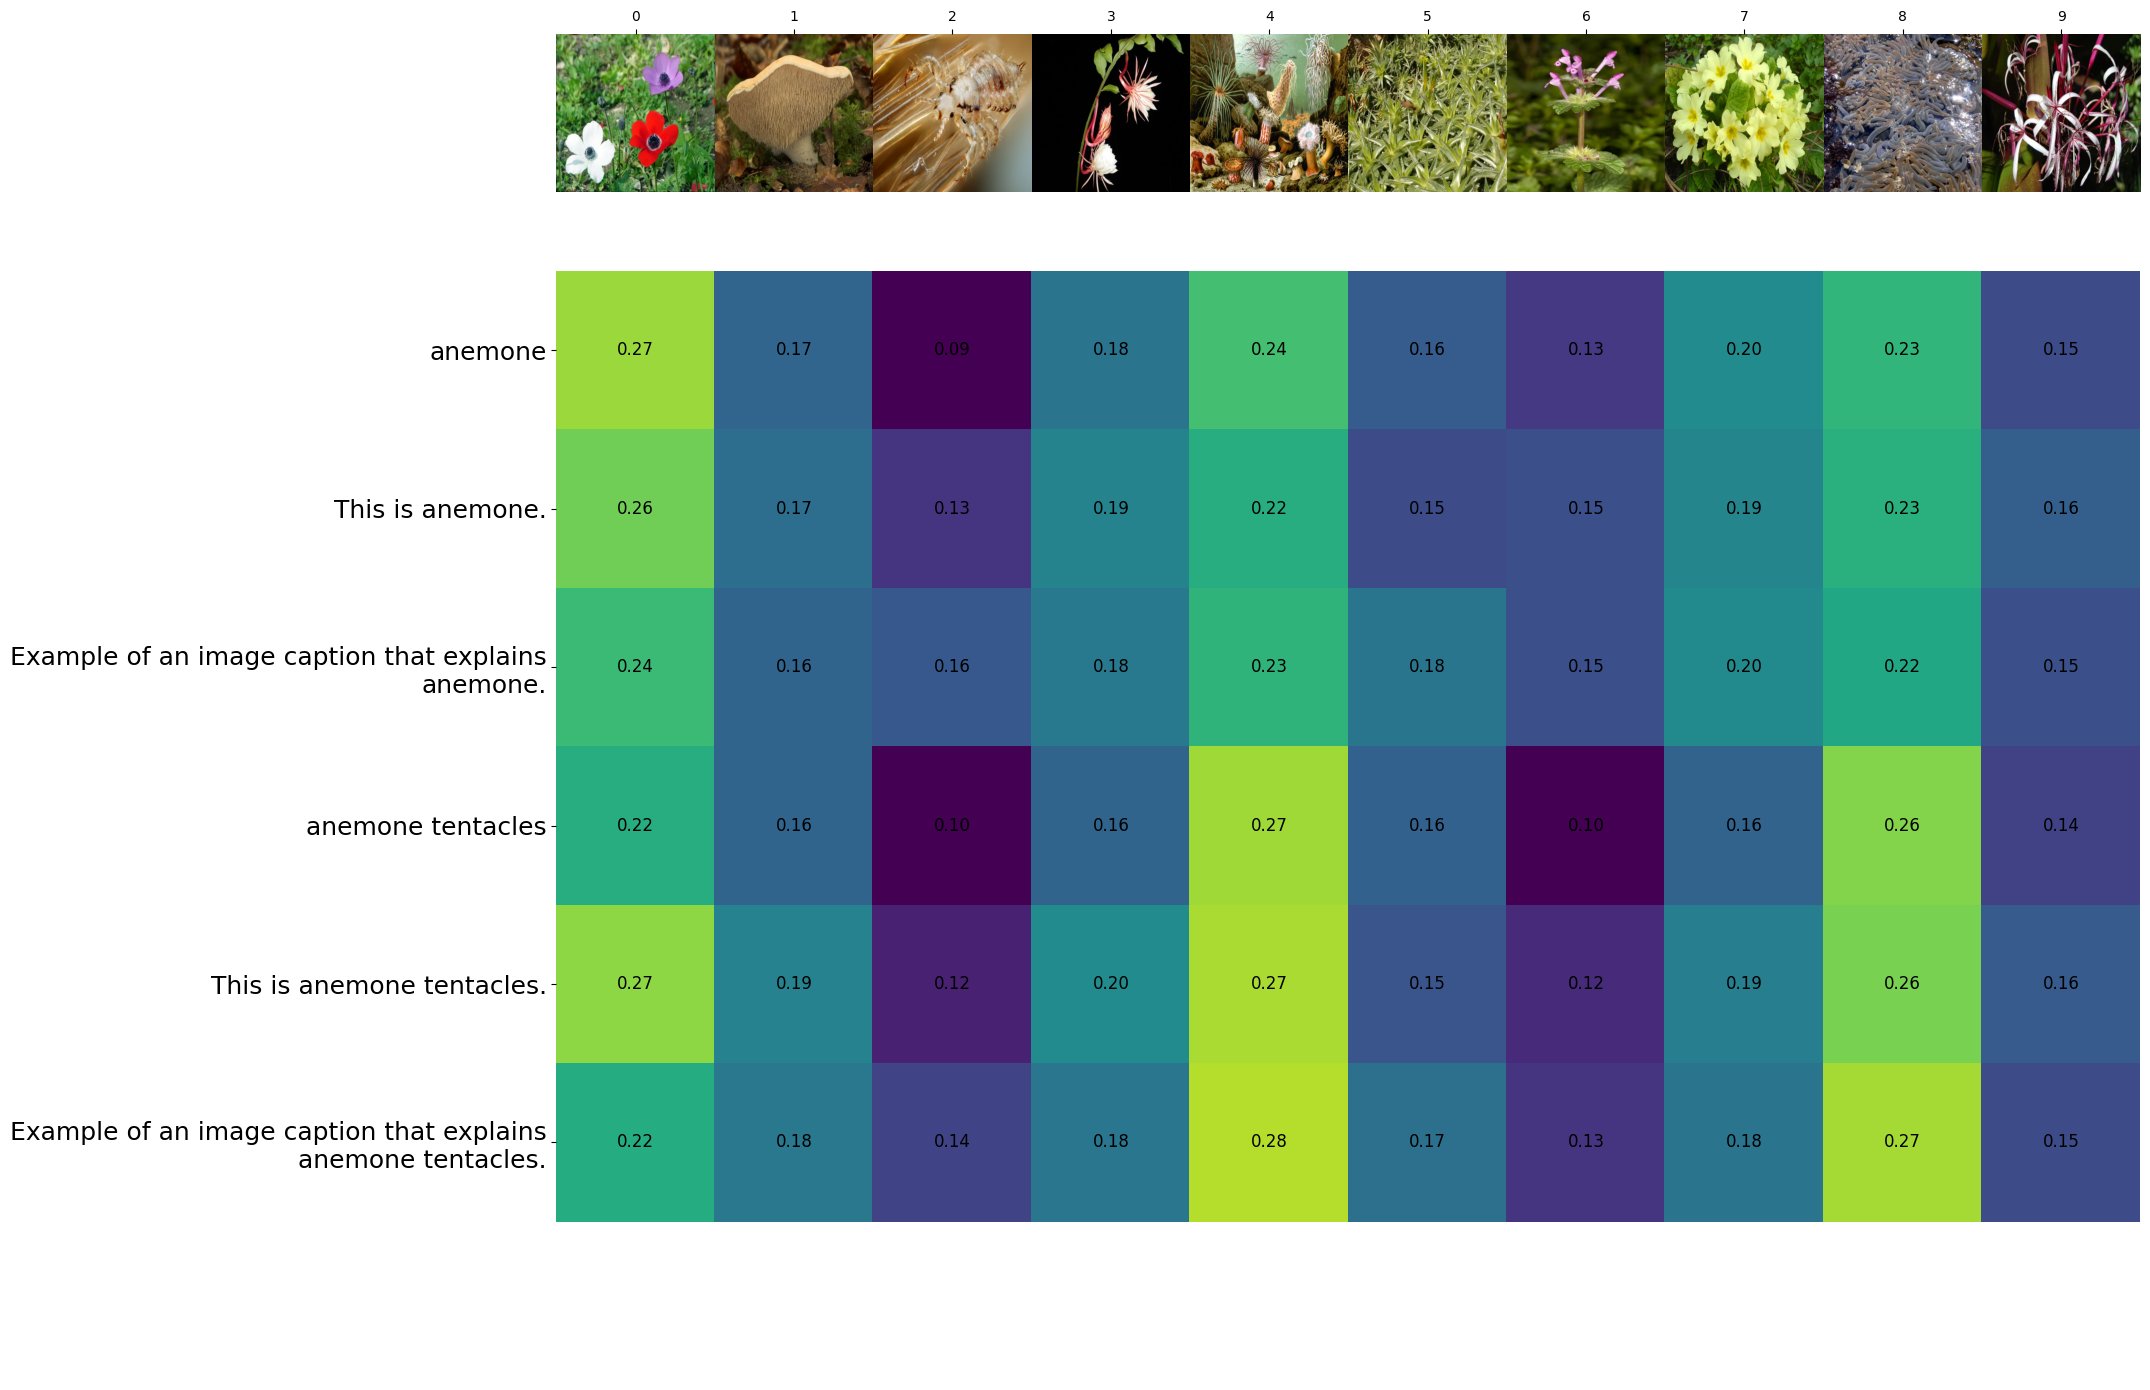 0 1 2 3 4 5 6 7 8 9
anemone 0.27 0.17 0.09 0.18 0.24 0.16 0.13 0.20 0.23 0.15
This is anemone. 0.26 0.17 0.13 0.19 0.22 0.15 0.15 0.19 0.23 0.16
Example of an image caption that explains
anemone. 0.24 0.16 0.16 0.18 0.23 0.18 0.15 0.20 0.22 0.15
anemone tentacles 0.22 0.16 0.10 0.16 0.27 0.16 0.10 0.16 0.26 0.14
This is anemone tentacles. 0.27 0.19 0.12 0.20 0.27 0.15 0.12 0.19 0.26 0.16
Example of an image caption that explains
anemone tentacles. 0.22 0.18 0.14 0.18 0.28 0.17 0.13 0.18 0.27 0.15